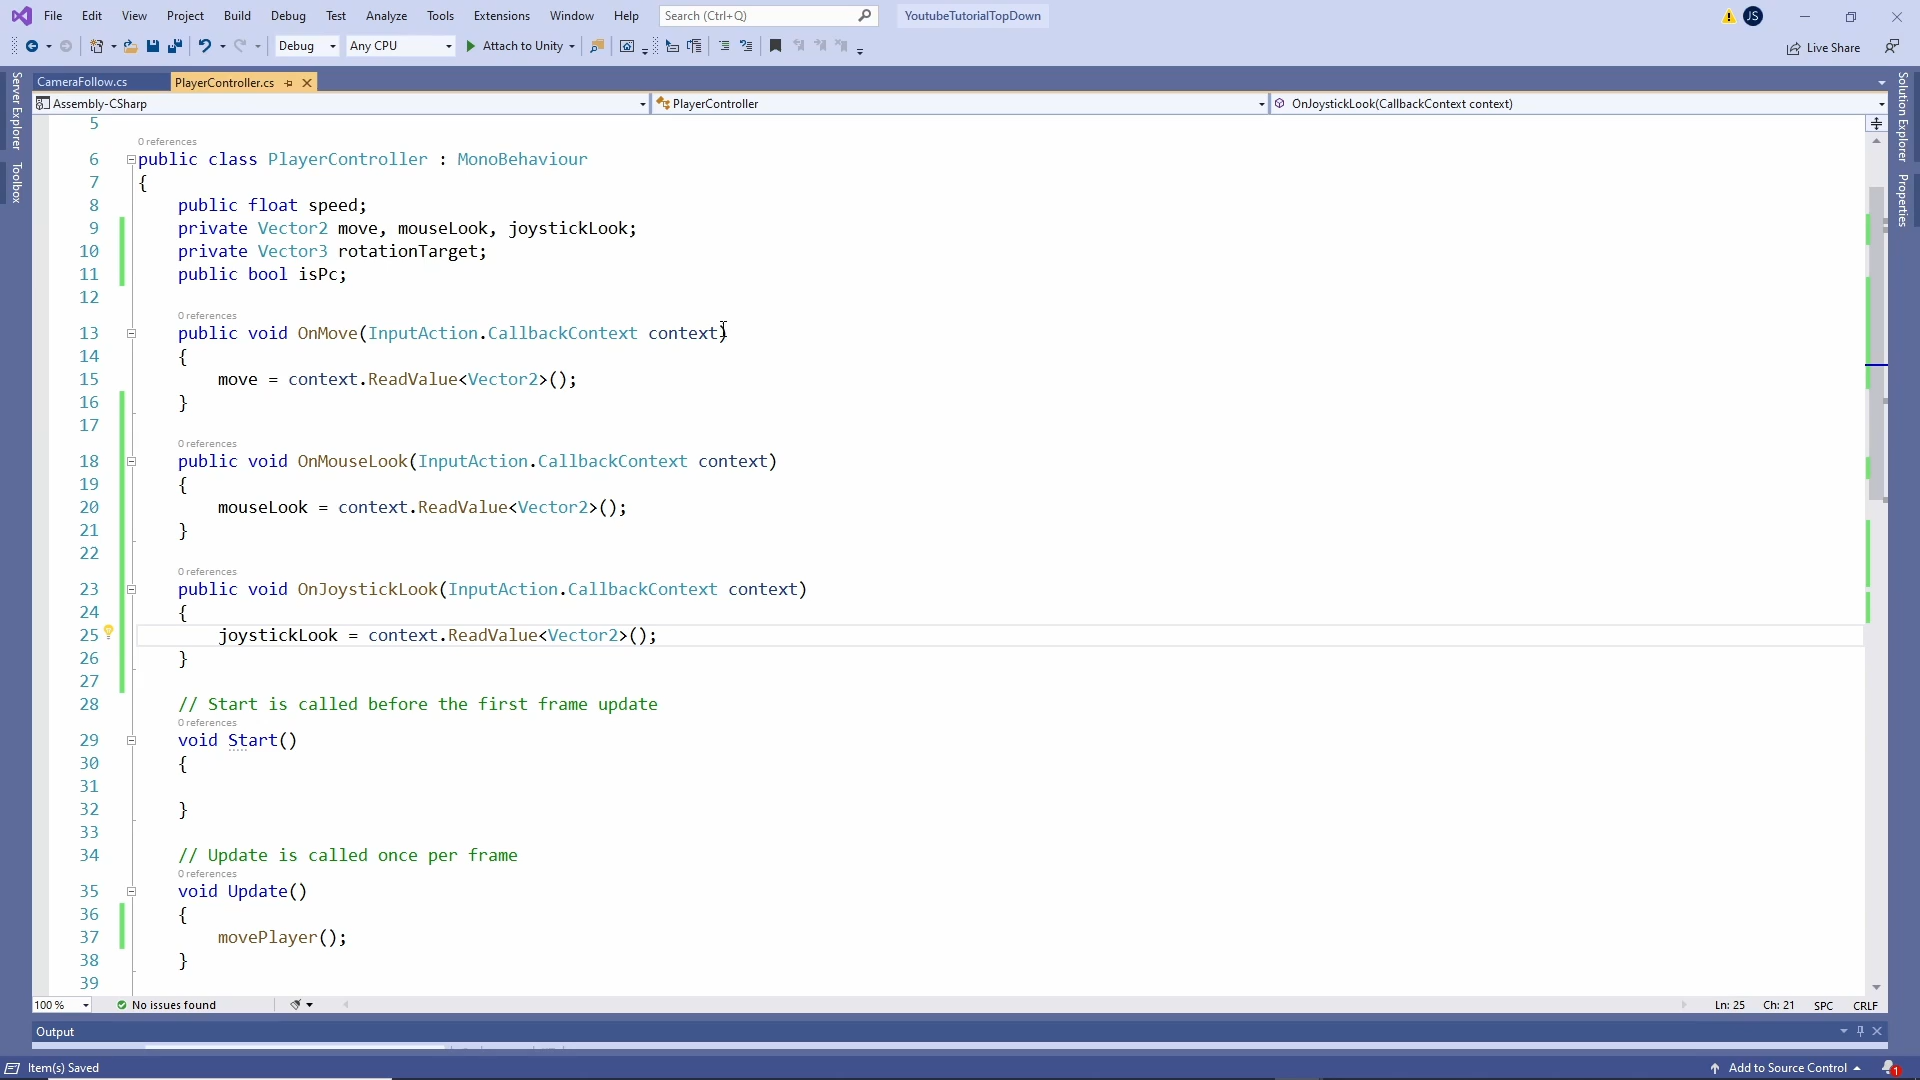 File Edit View Project Build Debug Test Analyze Tools Extensions Window Help Search (Ctrl+Q) YoutubeTutorialTopDown JS
Debug Any CPU Attach to Unity Live Share
CameraFollow.cs PlayerController.cs
Assembly-CSharp PlayerController OnJoystickLook(CallbackContext context)
Server Explorer
Toolbox
Solution Explorer
Properties
5
0 references
6 public class PlayerController : MonoBehaviour
7 {
8 public float speed;
9 private Vector2 move, mouseLook, joystickLook;
10 private Vector3 rotationTarget;
11 public bool isPc;
12
0 references
13 public void OnMove(InputAction.CallbackContext context)
14 {
15 move = context.ReadValue<Vector2>();
16 }
17
0 references
18 public void OnMouseLook(InputAction.CallbackContext context)
19 {
20 mouseLook = context.ReadValue<Vector2>();
21 }
22
0 references
23 public void OnJoystickLook(InputAction.CallbackContext context)
24 {
25 joystickLook = context.ReadValue<Vector2>();
26 }
27
28 // Start is called before the first frame update
0 references
29 void Start()
30 {
31
32 }
33
34 // Update is called once per frame
0 references
35 void Update()
36 {
37 movePlayer();
38 }
39
100 % No issues found Ln: 25 Ch: 21 SPC CRLF
Output
Item(s) Saved Add to Source Control 1